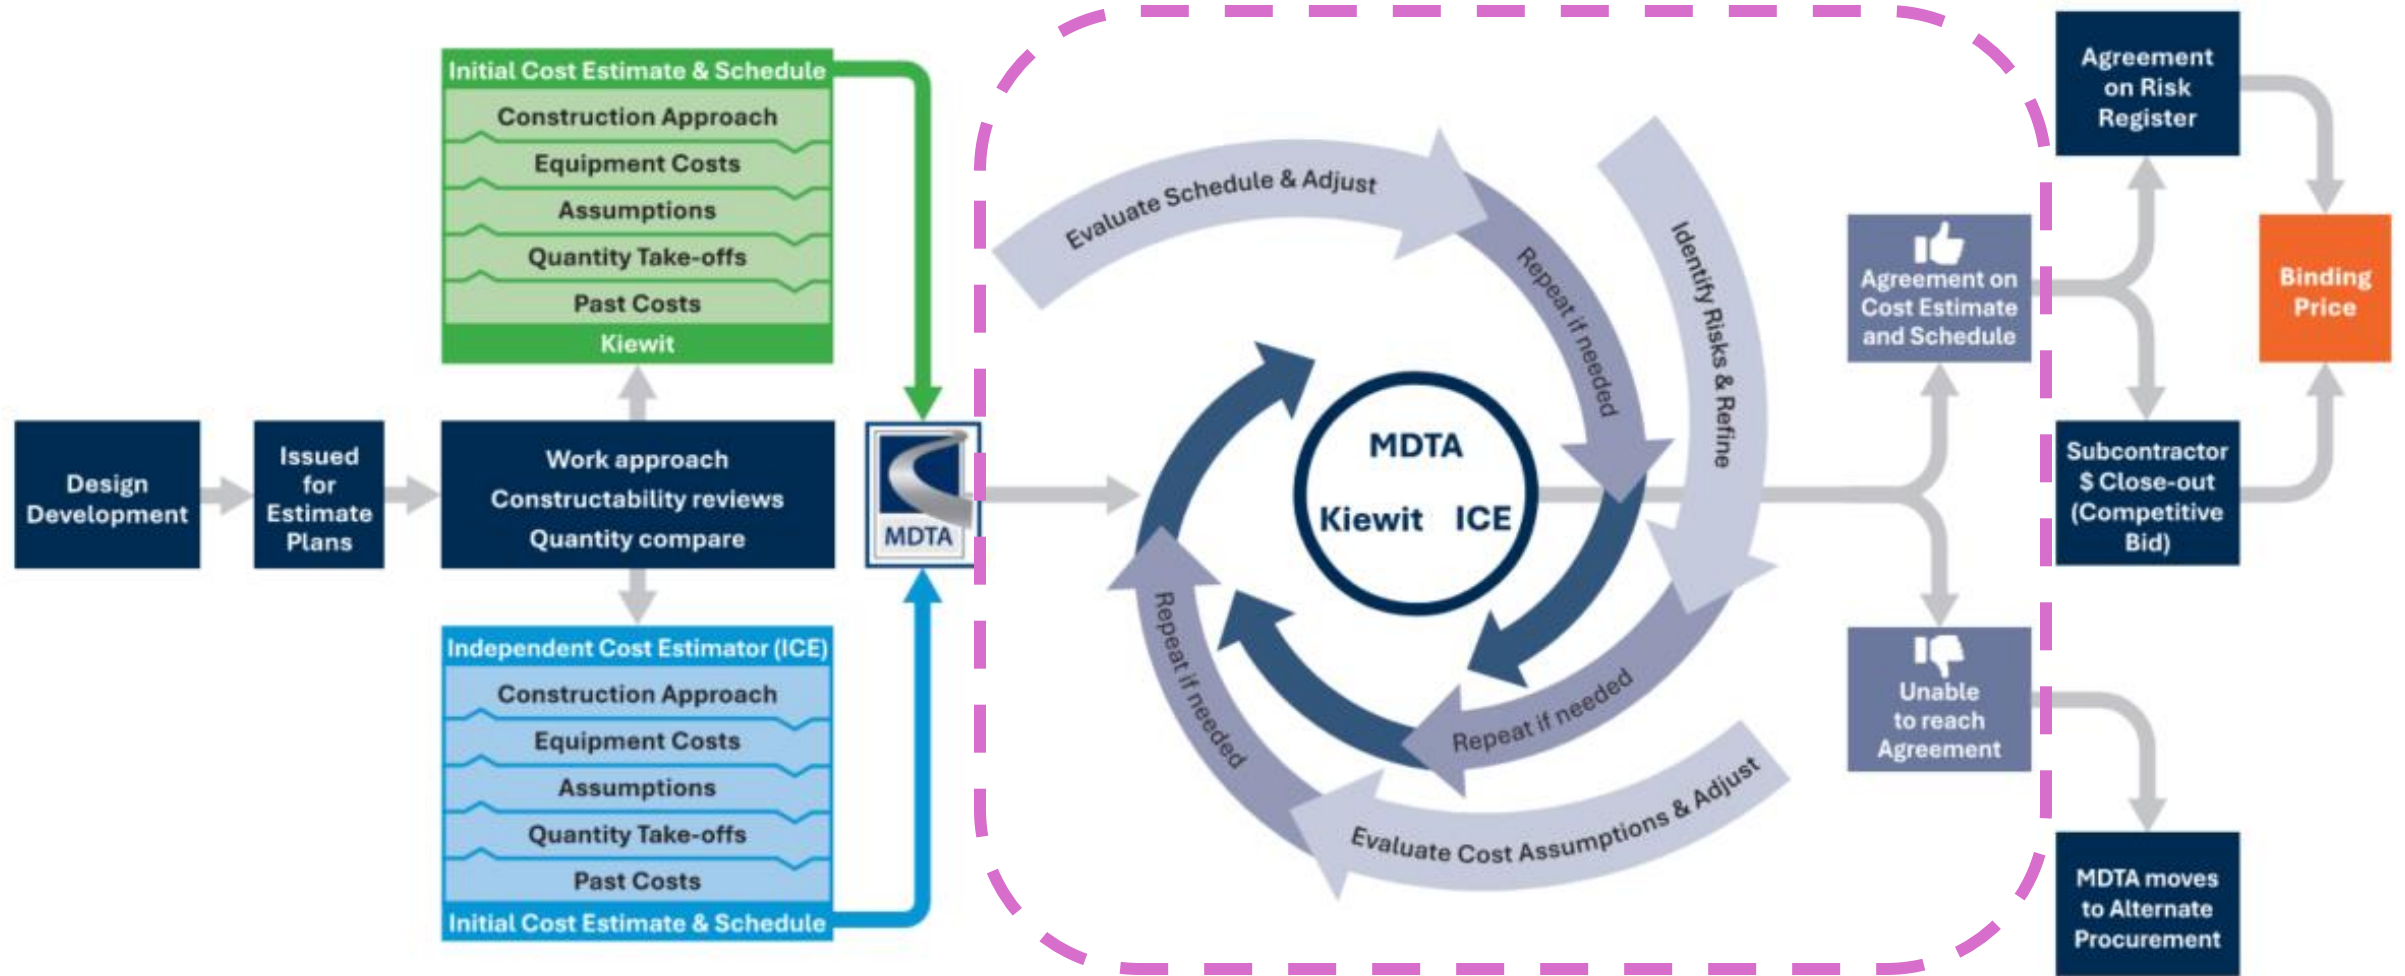 Design
Development
Issued
for
Estimate
Plans
Initial Cost Estimate & Schedule
Construction Approach
Equipment Costs
Assumptions
Quantity Take-offs
Past Costs
Kiewit
Work approach
Constructability reviews
Quantity compare
Independent Cost Estimator (ICE)
Construction Approach
Equipment Costs
Assumptions
Quantity Take-offs
Past Costs
Initial Cost Estimate & Schedule
MDTA
Evaluate Schedule & Adjust
Repeat if needed
Identify Risks & Refine
Repeat if needed
Evaluate Cost Assumptions & Adjust
Repeat if needed
MDTA
Kiewit ICE
Agreement on
Cost Estimate
and Schedule
Unable
to reach
Agreement
Agreement
on Risk
Register
Subcontractor
$ Close-out
(Competitive
Bid)
Binding
Price
MDTA moves
to Alternate
Procurement